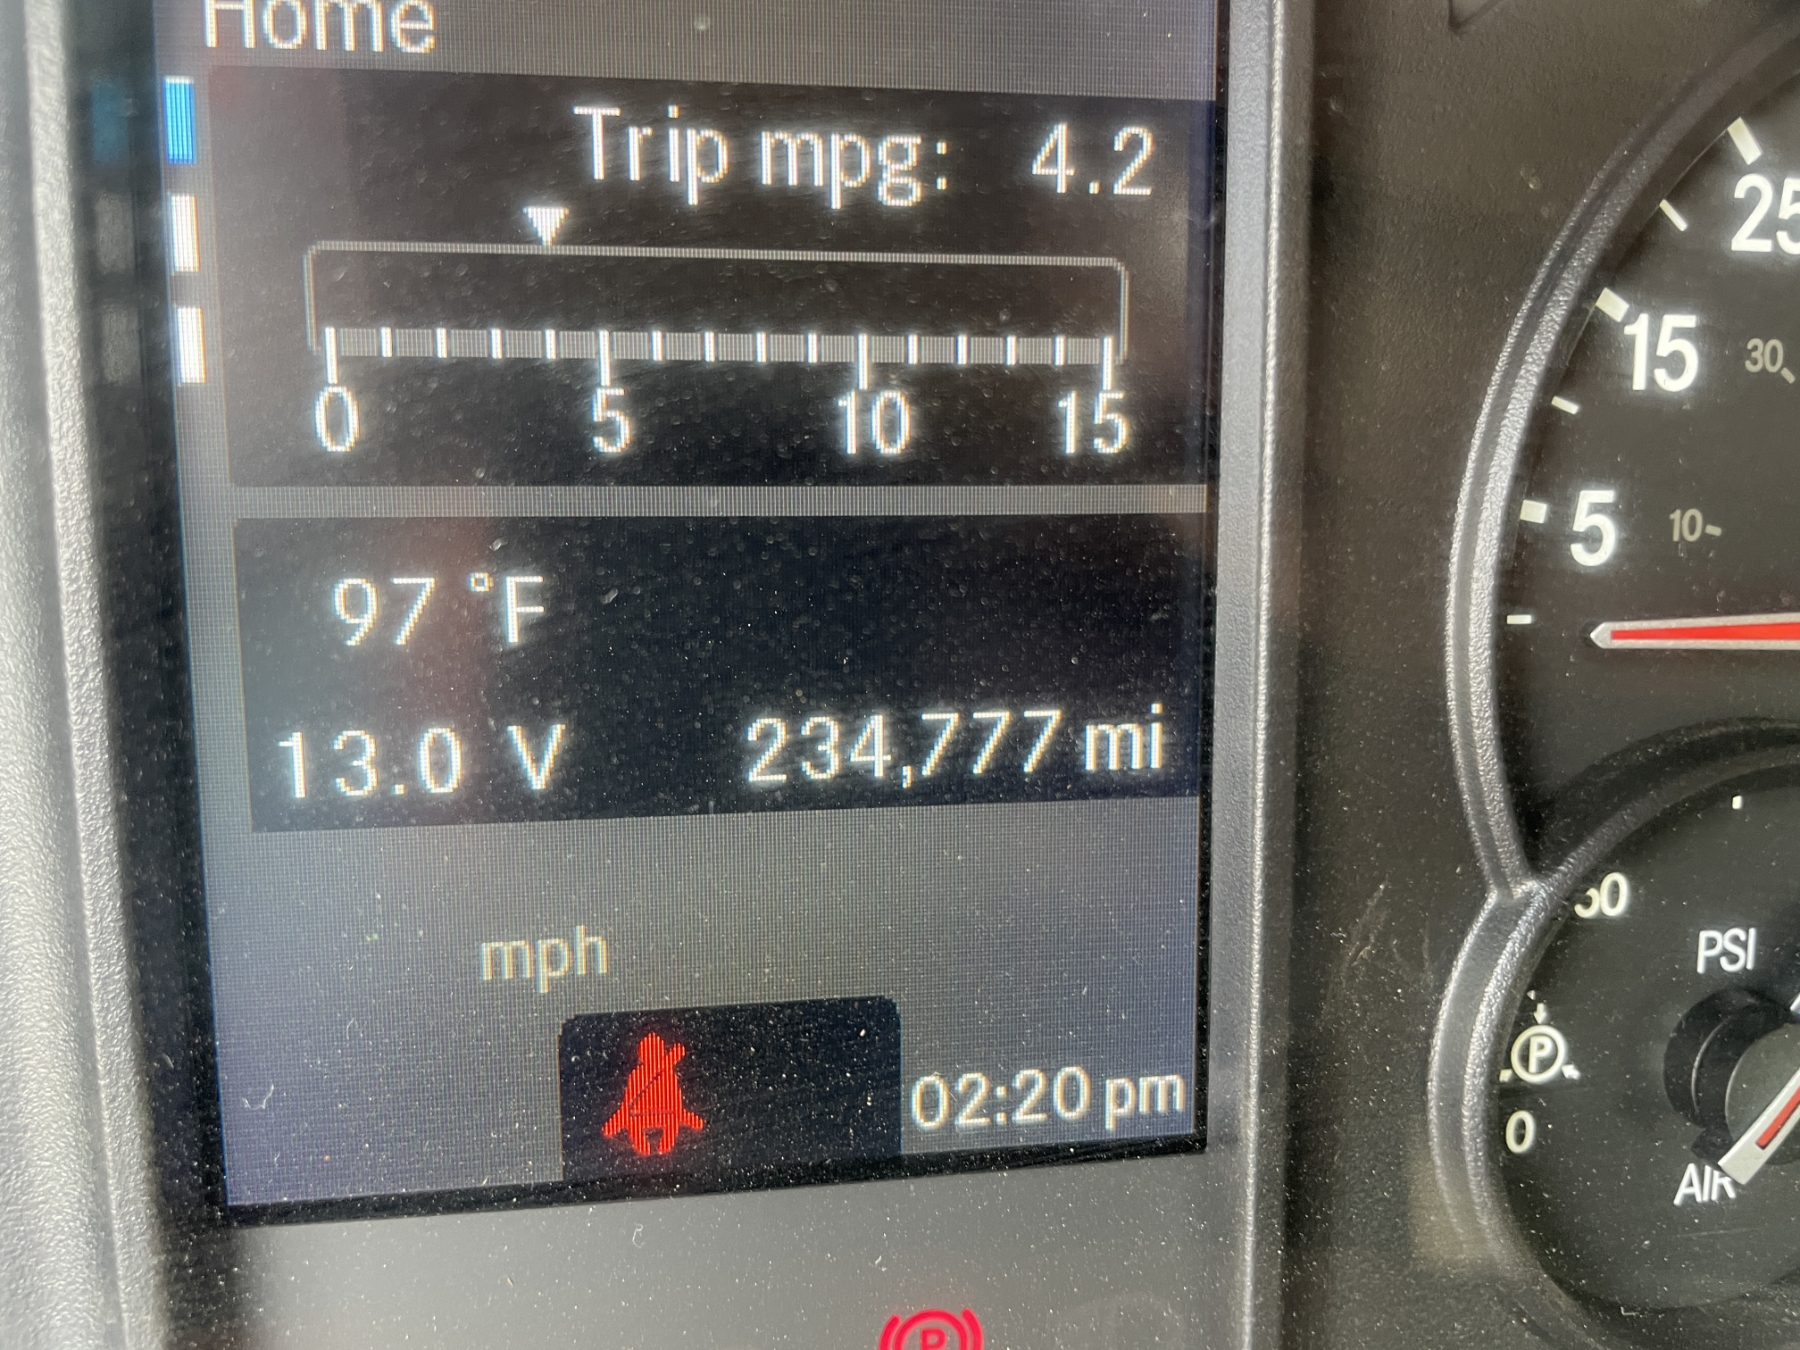 Home
Trip mpg: 4.2
0 5 10 15
97 °F
13.0 V 234,777 mi
mph
02:20 pm
25
15 30
5 10
PSI
P
0
AIR
P